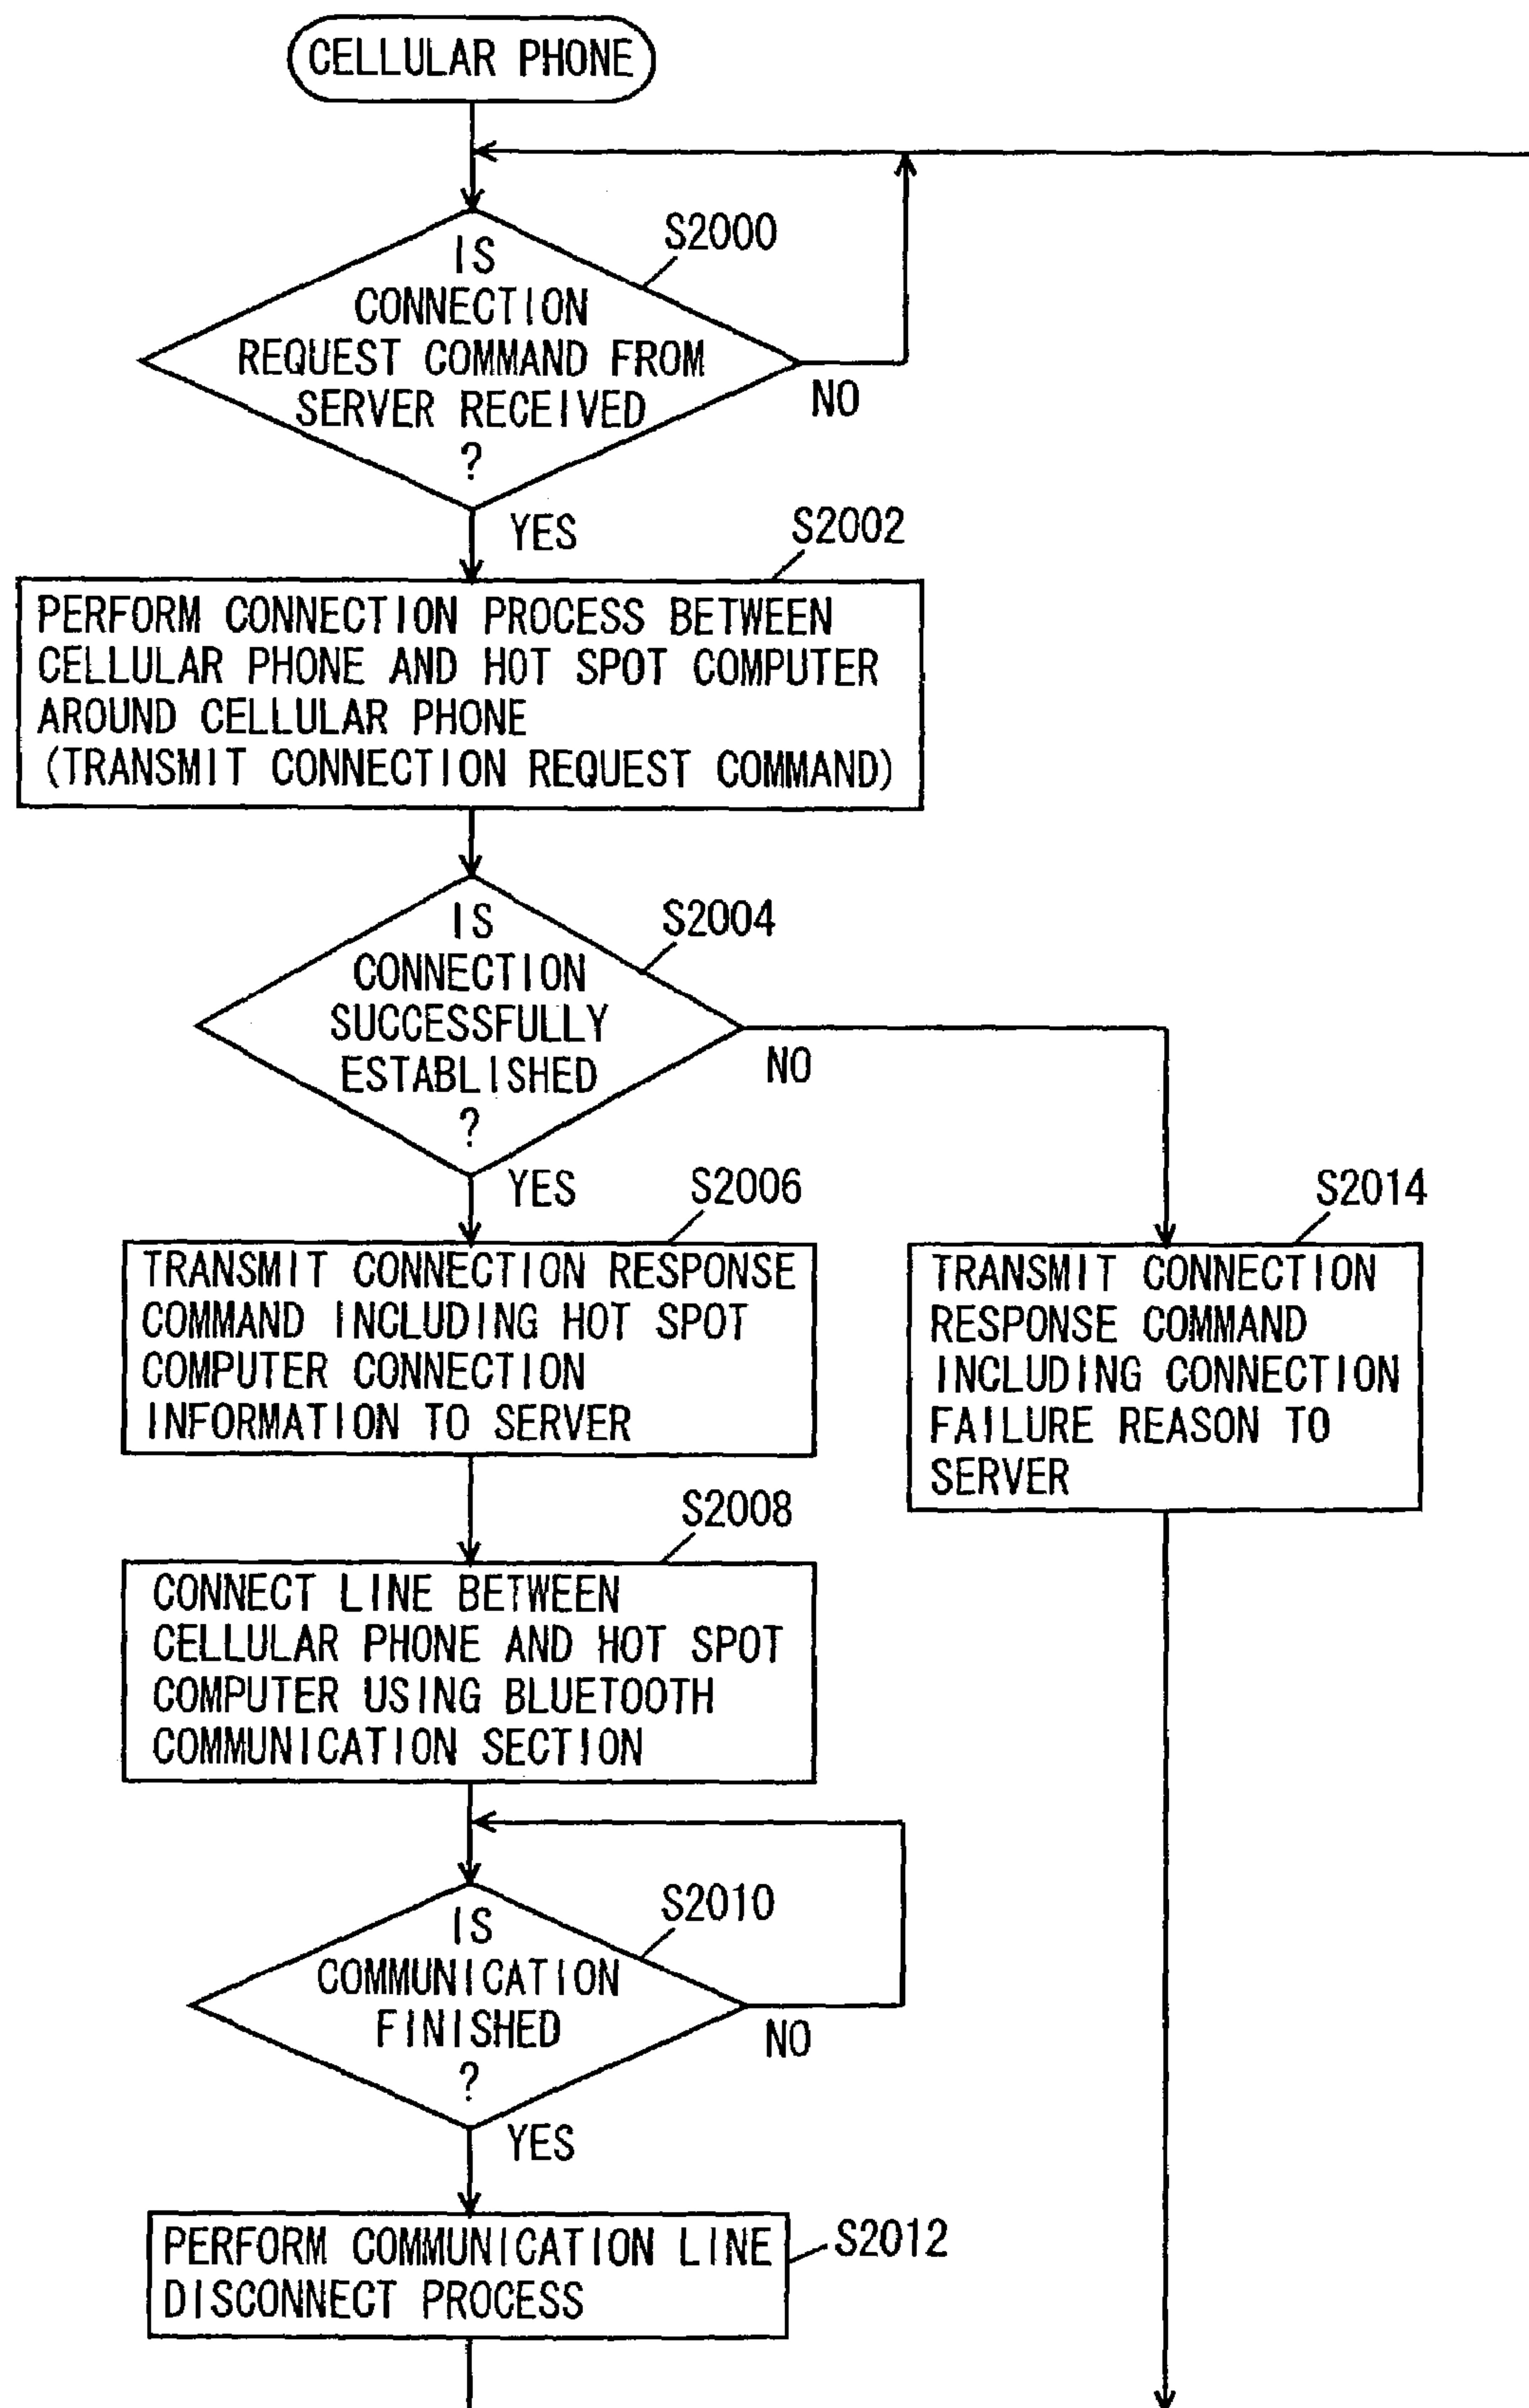 CELLULAR PHONE
S2000
IS
CONNECTION
REQUEST COMMAND FROM
SERVER RECEIVED
?
NO
YES
S2002
PERFORM CONNECTION PROCESS BETWEEN
CELLULAR PHONE AND HOT SPOT COMPUTER
AROUND CELLULAR PHONE
(TRANSMIT CONNECTION REQUEST COMMAND)
S2004
IS
CONNECTION
SUCCESSFULLY
ESTABLISHED
?
NO
YES
S2006
TRANSMIT CONNECTION RESPONSE
COMMAND INCLUDING HOT SPOT
COMPUTER CONNECTION
INFORMATION TO SERVER
S2014
TRANSMIT CONNECTION
RESPONSE COMMAND
INCLUDING CONNECTION
FAILURE REASON TO
SERVER
S2008
CONNECT LINE BETWEEN
CELLULAR PHONE AND HOT SPOT
COMPUTER USING BLUETOOTH
COMMUNICATION SECTION
S2010
IS
COMMUNICATION
FINISHED
?
NO
YES
PERFORM COMMUNICATION LINE
DISCONNECT PROCESS
S2012